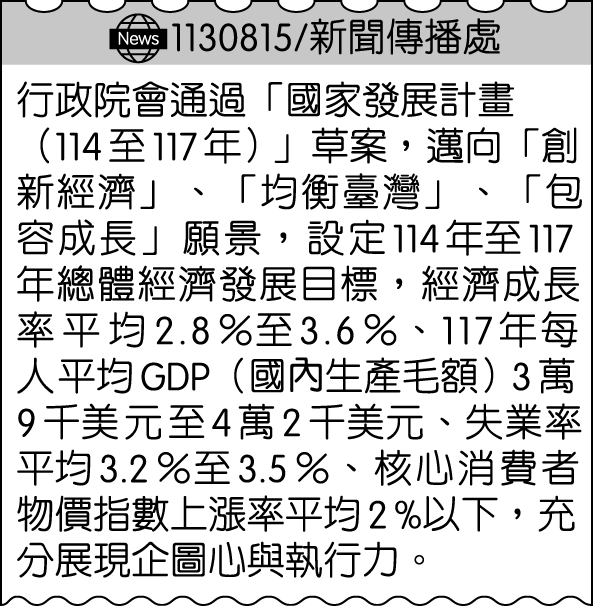 News 1130815/新聞傳播處
行政院會通過「國家發展計畫
（114至117年）」草案，邁向「創
新經濟」、「均衡臺灣」、「包
容成長」願景，設定114年至117
年總體經濟發展目標，經濟成長
率平均2.8%至3.6%、117年每
人平均GDP（國內生產毛額）3萬
9千美元至4萬2千美元、失業率
平均3.2%至3.5%、核心消費者
物價指數上漲率平均2%以下，充
分展現企圖心與執行力。